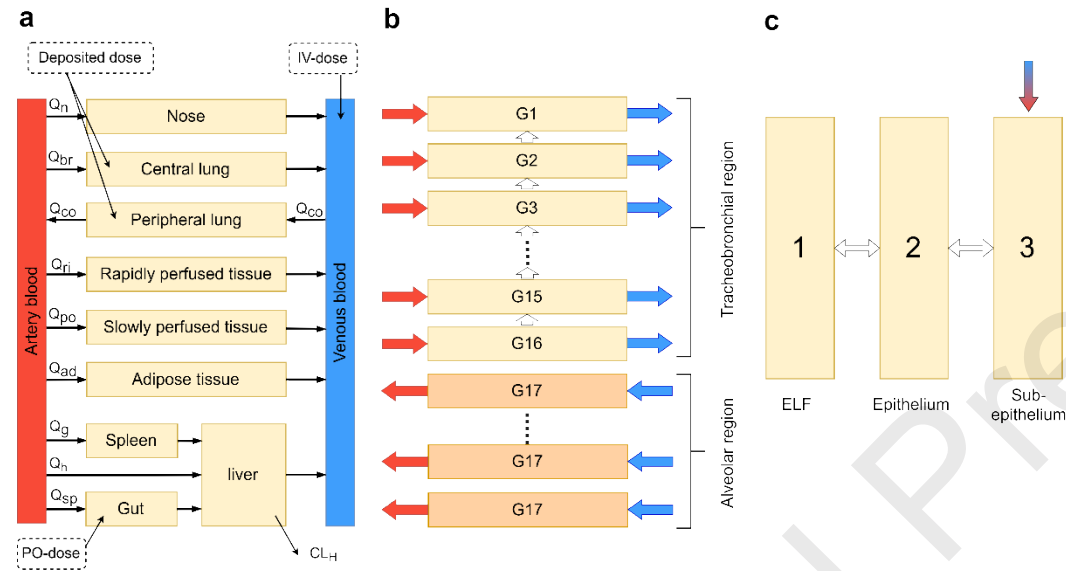 a
Deposited dose
IV-dose
Artery blood
Venous blood
Qn
Nose
Qbr
Central lung
Qco
Peripheral lung
Qco
Qri
Rapidly perfused tissue
Qpo
Slowly perfused tissue
Qad
Adipose tissue
Qg
Spleen
Qh
liver
Qsp
Gut
PO-dose
CLH
b
G1
G2
G3
G15
G16
Tracheobronchial region
G17
G17
G17
Alveolar region
c
1
2
3
ELF
Epithelium
Sub-
epithelium